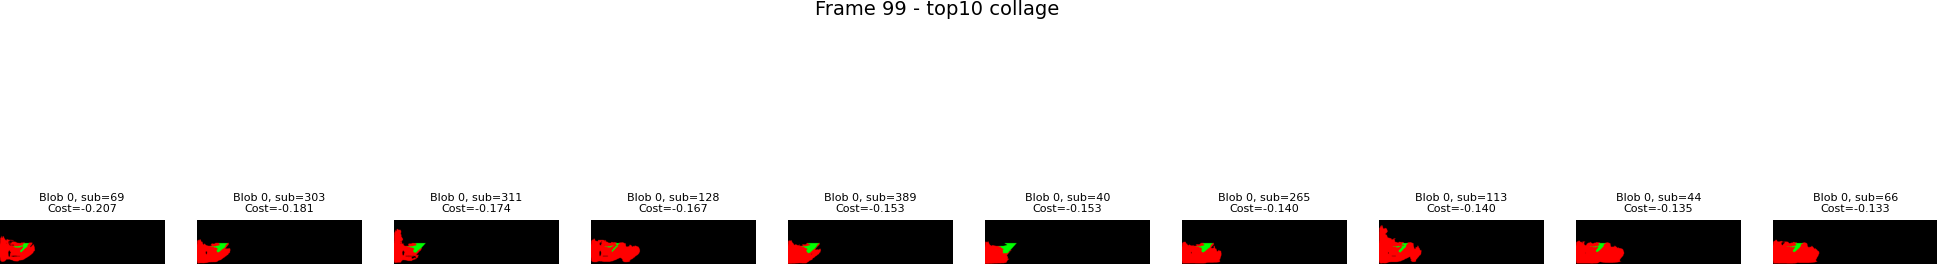 Frame 99 - top10 collage
Blob 0, sub=69
Cost=-0.207
Blob 0, sub=303
Cost=-0.181
Blob 0, sub=311
Cost=-0.174
Blob 0, sub=128
Cost=-0.167
Blob 0, sub=389
Cost=-0.153
Blob 0, sub=40
Cost=-0.153
Blob 0, sub=265
Cost=-0.140
Blob 0, sub=113
Cost=-0.140
Blob 0, sub=44
Cost=-0.135
Blob 0, sub=66
Cost=-0.133